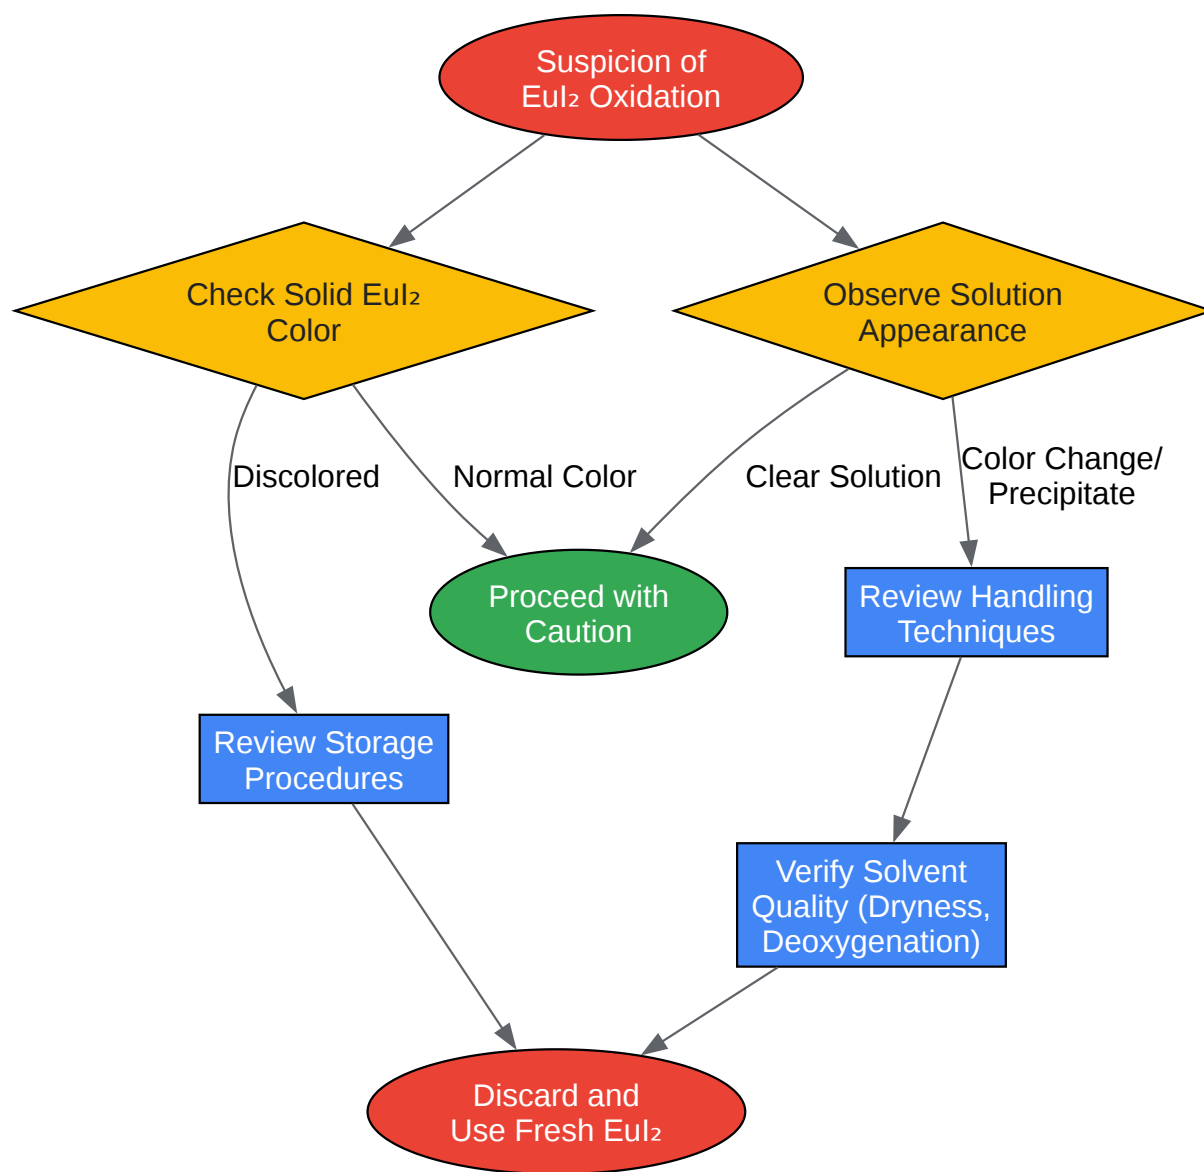 Suspicion of
EuI₂ Oxidation
Check Solid EuI₂
Color
Observe Solution
Appearance
Discolored
Normal Color
Clear Solution
Color Change/
Precipitate
Proceed with
Caution
Review Handling
Techniques
Review Storage
Procedures
Verify Solvent
Quality (Dryness,
Deoxygenation)
Discard and
Use Fresh EuI₂